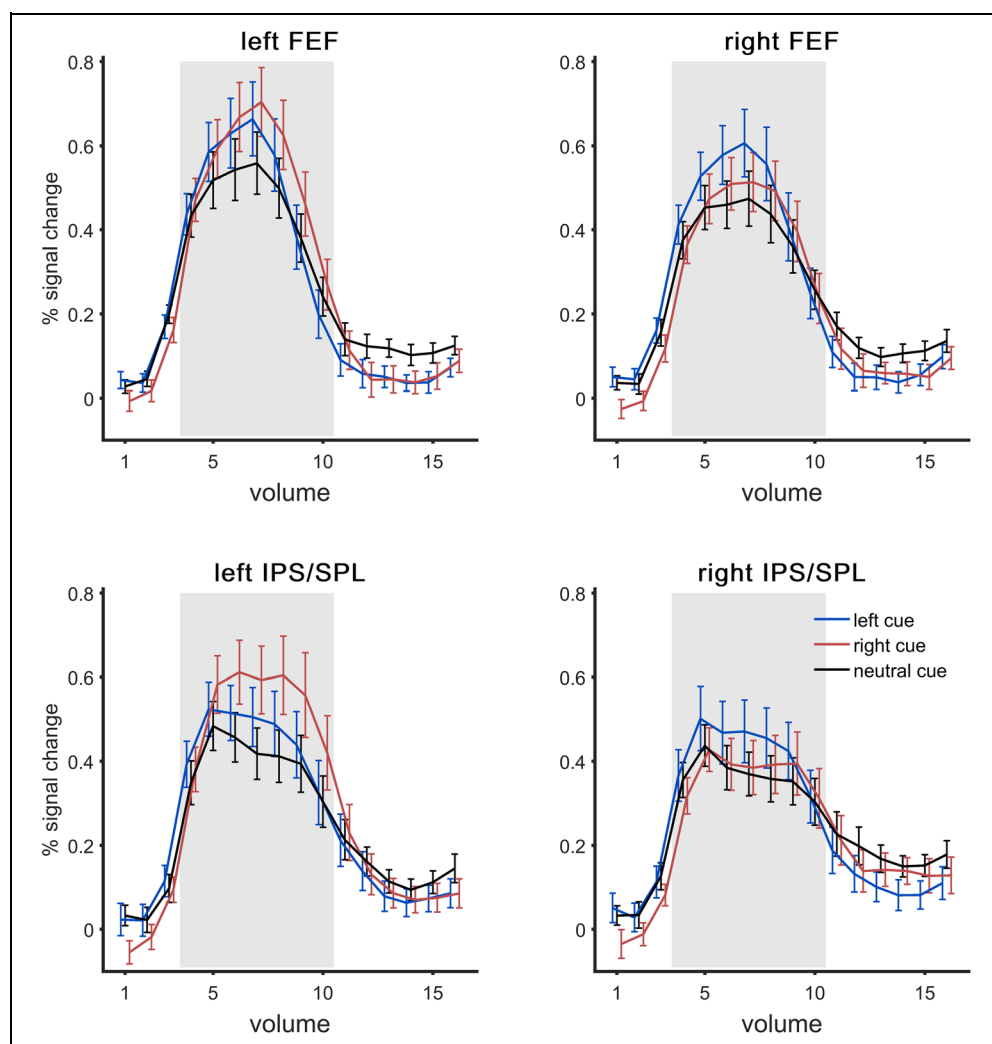 left FEF
right FEF
% signal change
0.8
0.6
0.4
0.2
0
1 5 10 15
volume
0.8
0.6
0.4
0.2
0
1 5 10 15
volume
left IPS/SPL
right IPS/SPL
% signal change
0.8
0.6
0.4
0.2
0
1 5 10 15
volume
0.8
0.6
0.4
0.2
0
left cue
right cue
neutral cue
1 5 10 15
volume